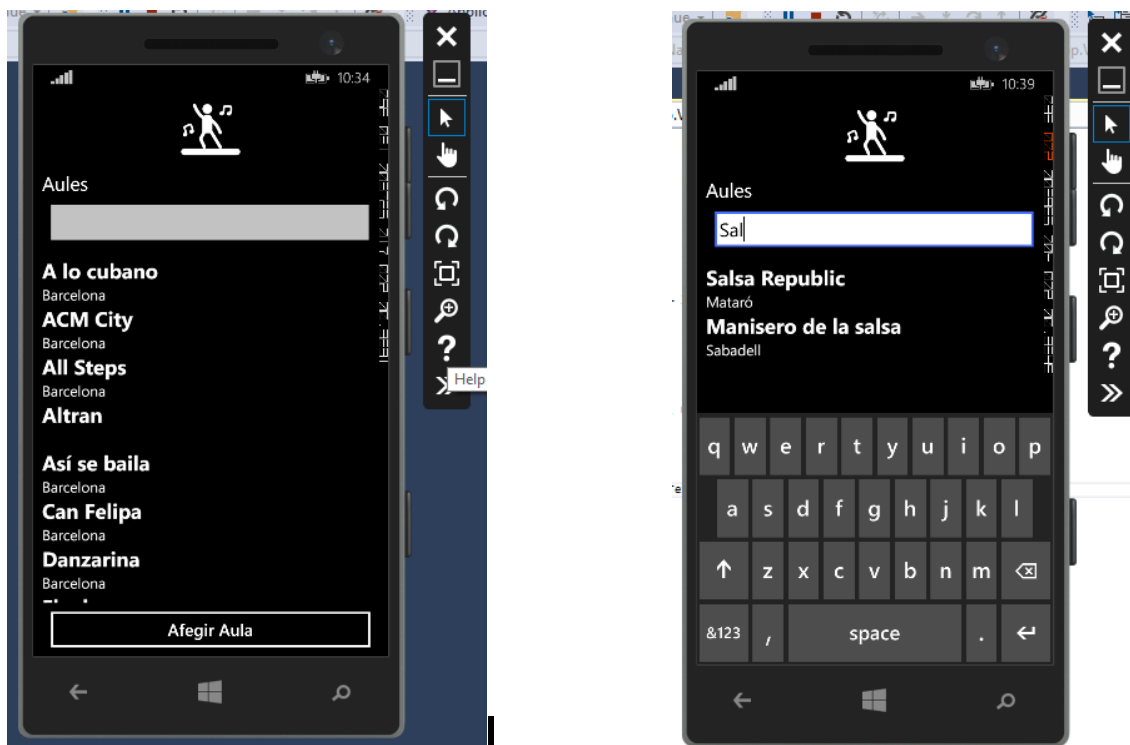 10:34
Aules
A lo cubano
Barcelona
ACM City
Barcelona
All Steps
Barcelona
Altran
Así se baila
Barcelona
Can Felipa
Barcelona
Danzarina
Barcelona
Afegir Aula
?
Help
10:39
Aules
Sal
Salsa Republic
Mataró
Manisero de la salsa
Sabadell
q w e r t y u i o p
a s d f g h j k l
z x c v b n m
&123 , space .
?